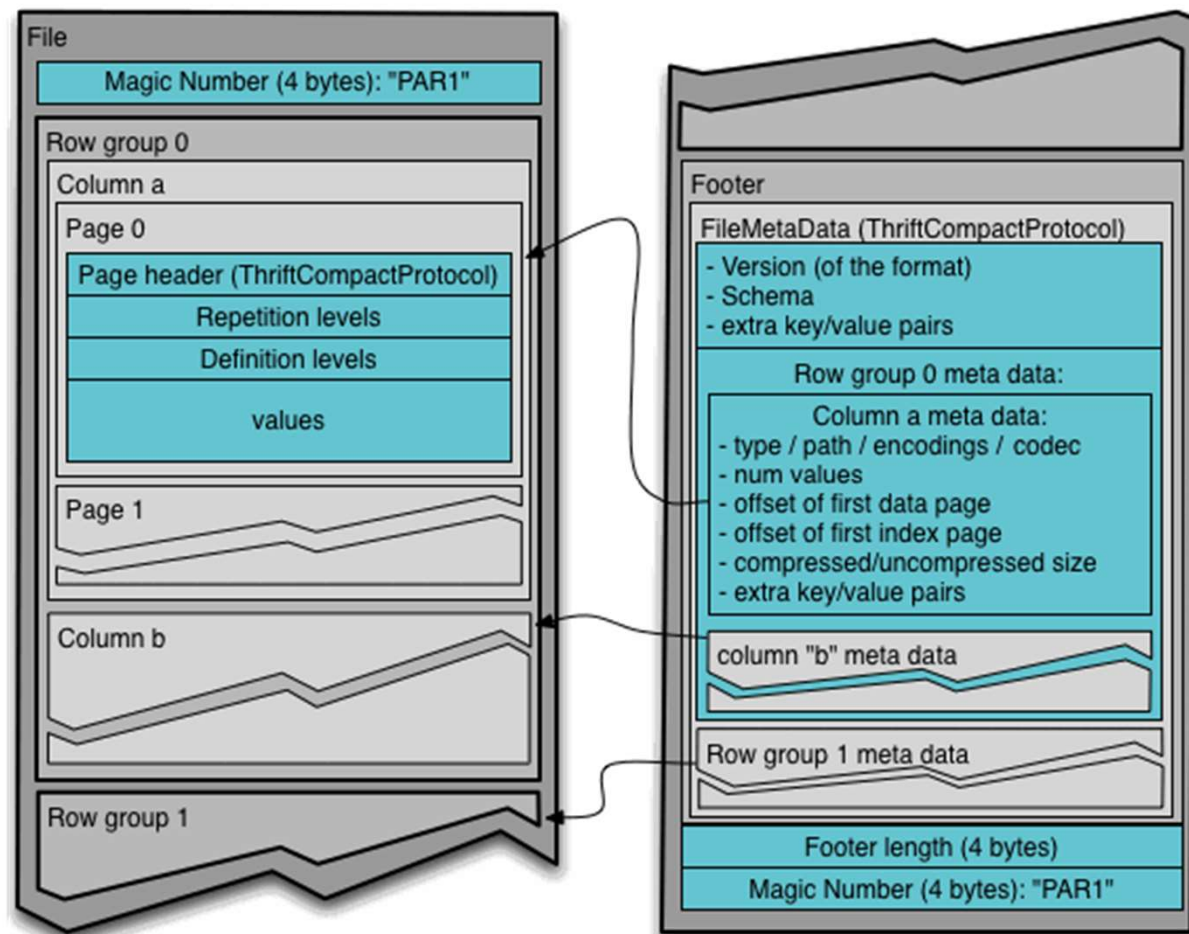 File
Magic Number (4 bytes): "PAR1"
Row group 0
Column a
Page 0
Page header (ThriftCompactProtocol)
Repetition levels
Definition levels
values
Page 1
Column b
Row group 1
Footer
FileMetaData (ThriftCompactProtocol)
- Version (of the format)
- Schema
- extra key/value pairs
Row group 0 meta data:
Column a meta data:
- type / path / encodings / codec
- num values
- offset of first data page
- offset of first index page
- compressed/uncompressed size
- extra key/value pairs
column "b" meta data
Row group 1 meta data
Footer length (4 bytes)
Magic Number (4 bytes): "PAR1"